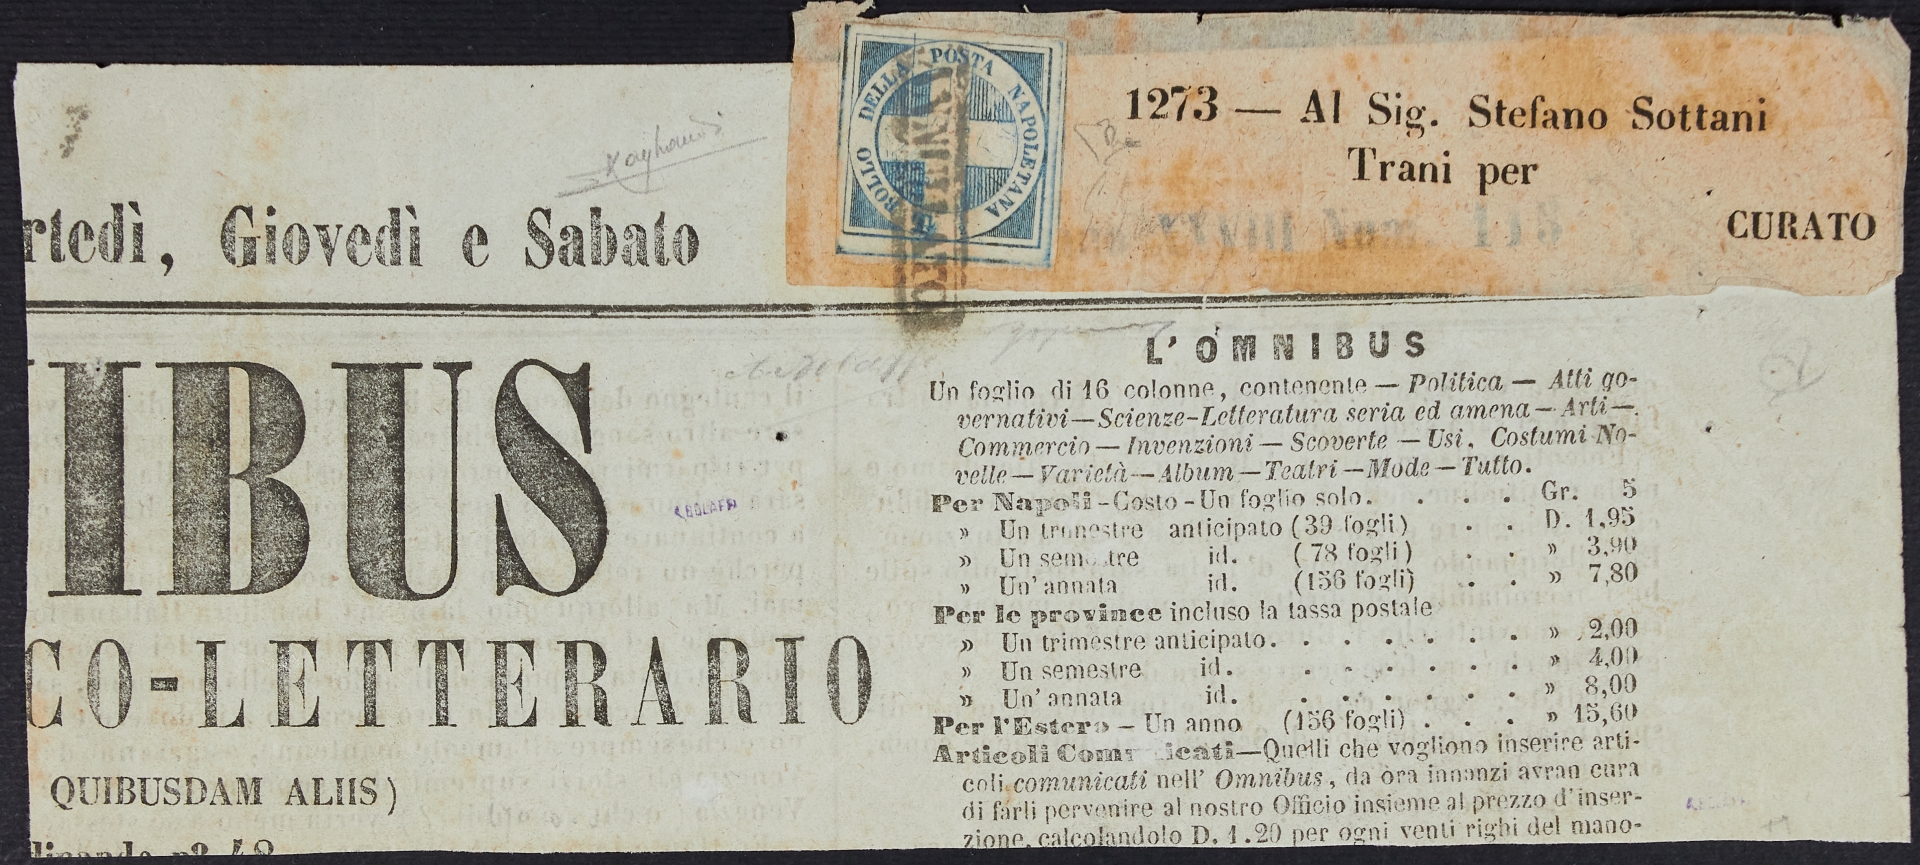 BOLLO DELLA POSTA NAPOLETANA
ANNULLATO
1273 — Al Sig. Stefano Sottani
Trani per
CURATO
XXVIII Num. 113
rtedì, Giovedì e Sabato
IBUS
CO-LETTERARIO
QUIBUSDAM ALIIS)
L'OMNIBUS
Un foglio di 16 colonne, contenente — Politica — Atti go-
vernativi — Scienze-Letteratura seria ed amena — Arti —
Commercio — Invenzioni — Scoverte — Usi, Costumi No-
velle — Varietà — Album — Teatri — Mode — Tutto.
Per Napoli - Costo - Un foglio solo. . . . . Gr. 5
» Un trimestre anticipato (39 fogli) . . D. 1,95
» Un semestre id. (78 fogli) . . » 3,90
» Un' annata id. (156 fogli) . . » 7,80
Per le province incluso la tassa postale
» Un trimestre anticipato. . . . . . . » 2,00
» Un semestre id. . . . . . » 4,00
» Un' annata id. . . . . . » 8,00
Per l'Estero — Un anno (156 fogli) . . . » 15,60
Articoli Com icati — Quelli che vogliono inserire arti-
coli comunicati nell' Omnibus, da ora innanzi avran cura
di farli pervenire al nostro Officio insieme al prezzo d'inser-
zione, calcolandolo D. 1.20 per ogni venti righi del mano-
A.BOLAFFI